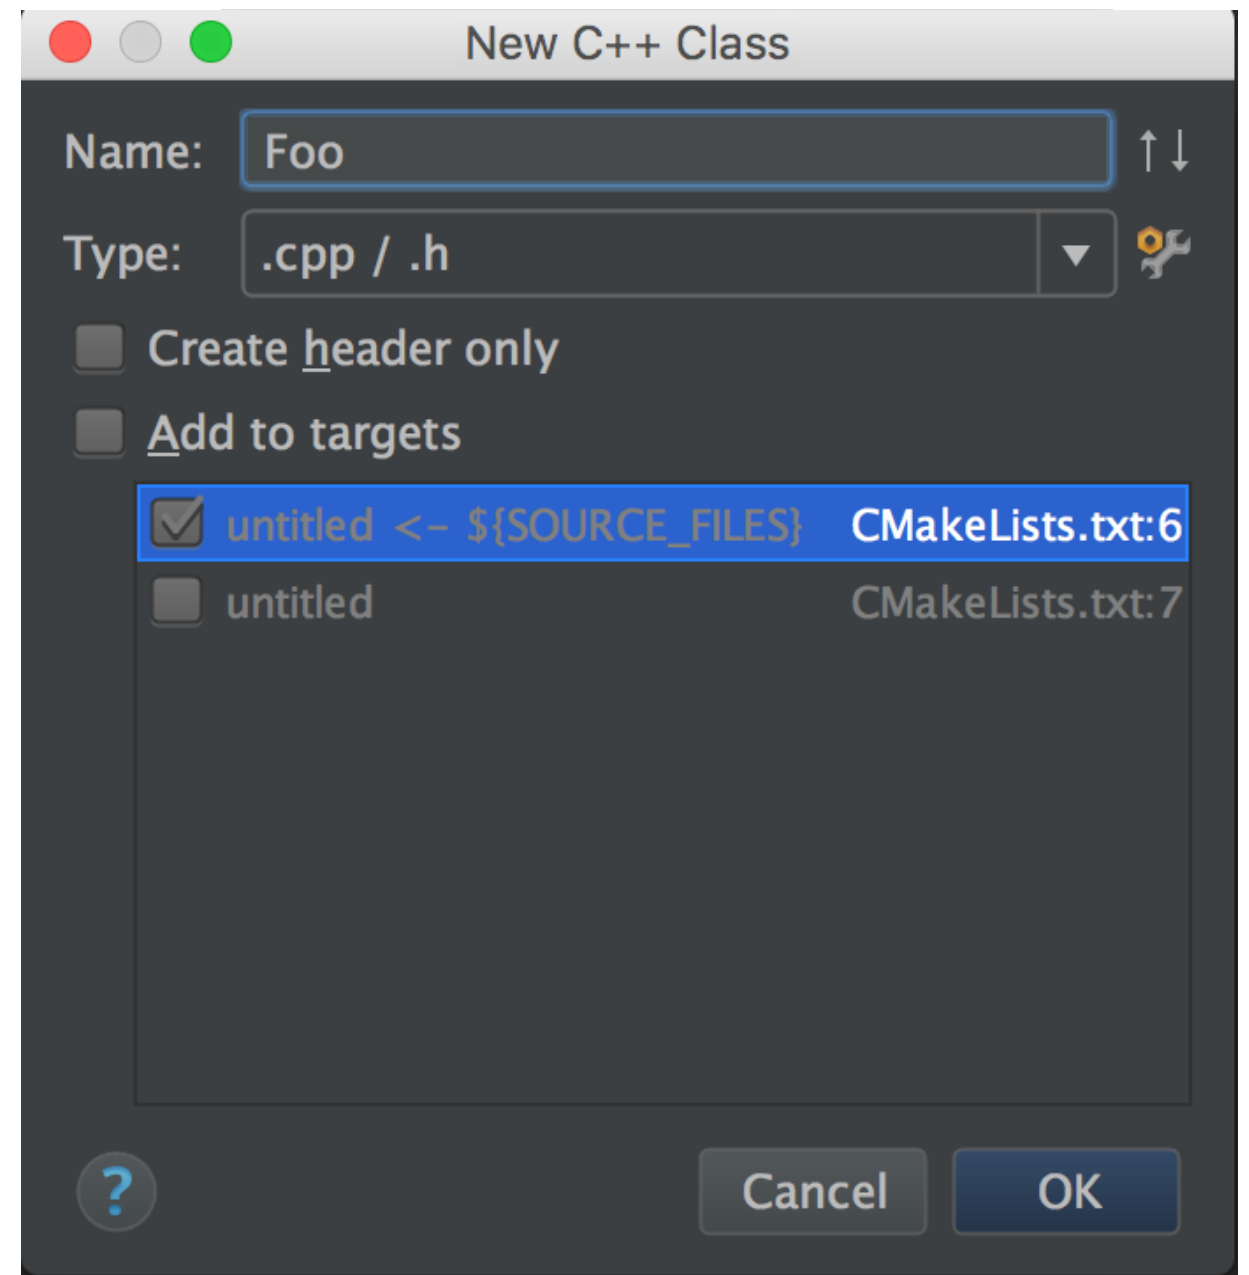 New C++ Class
Name: Foo
Type: .cpp / .h
Create header only
Add to targets
untitled <- ${SOURCE_FILES} CMakeLists.txt:6
untitled CMakeLists.txt:7
? Cancel OK